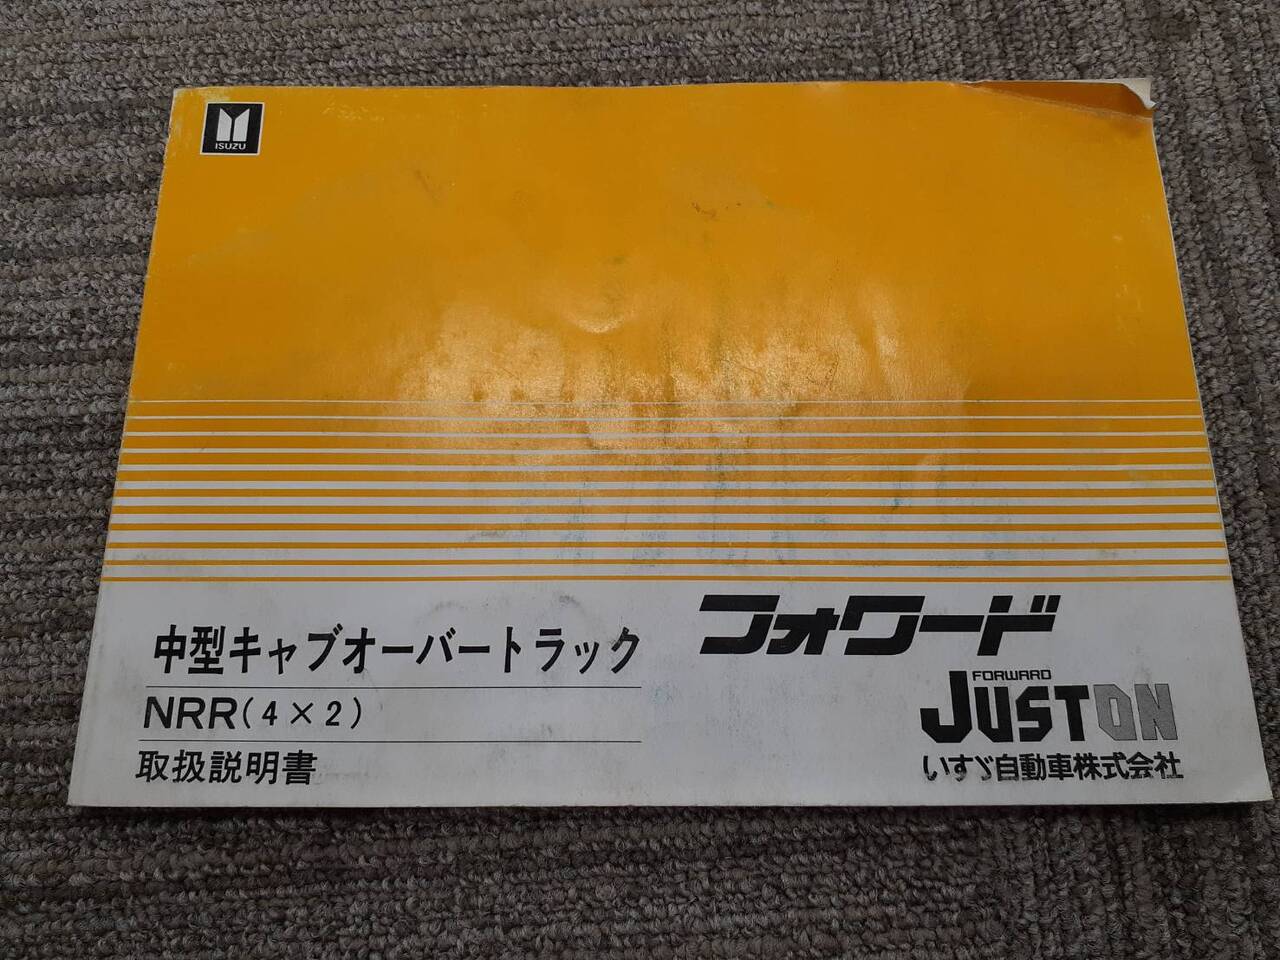 ISUZU
中型キャブオーバートラック
NRR(4×2)
取扱説明書
フォワード
FORWARD
JUSTON
いすゞ自動車株式会社